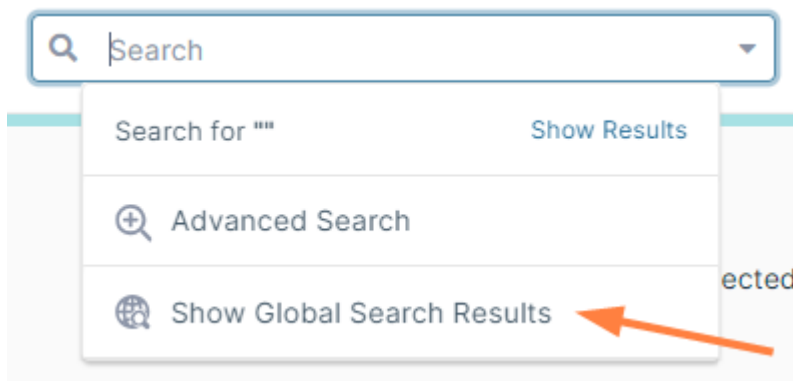 Search
Search for "" Show Results
Advanced Search
ected
Show Global Search Results